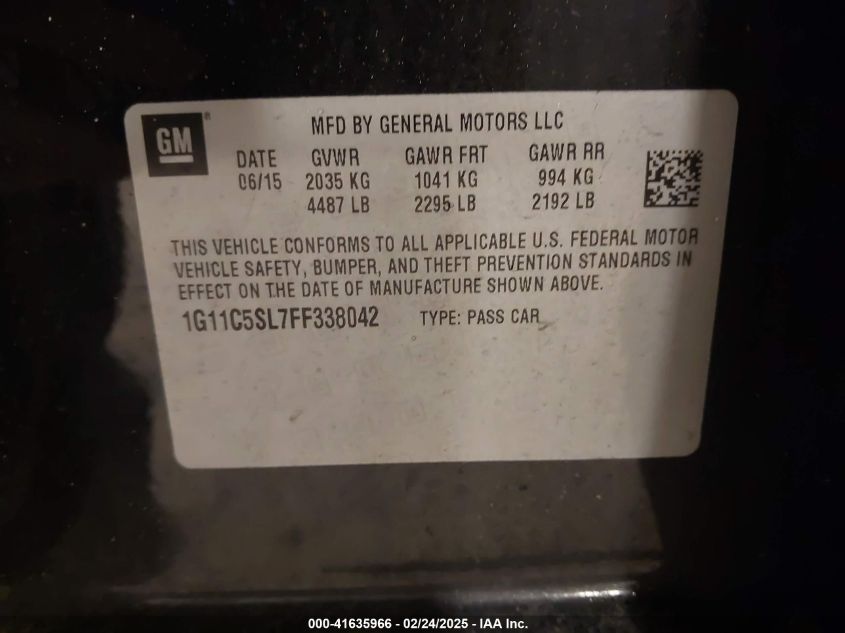 GM®
MFD BY GENERAL MOTORS LLC
DATE GVWR GAWR FRT GAWR RR
06/15 2035 KG 1041 KG 994 KG
4487 LB 2295 LB 2192 LB
THIS VEHICLE CONFORMS TO ALL APPLICABLE U.S. FEDERAL MOTOR
VEHICLE SAFETY, BUMPER, AND THEFT PREVENTION STANDARDS IN
EFFECT ON THE DATE OF MANUFACTURE SHOWN ABOVE.
1G11C5SL7FF338042 TYPE: PASS CAR
000-41635966 - 02/24/2025 - IAA Inc.